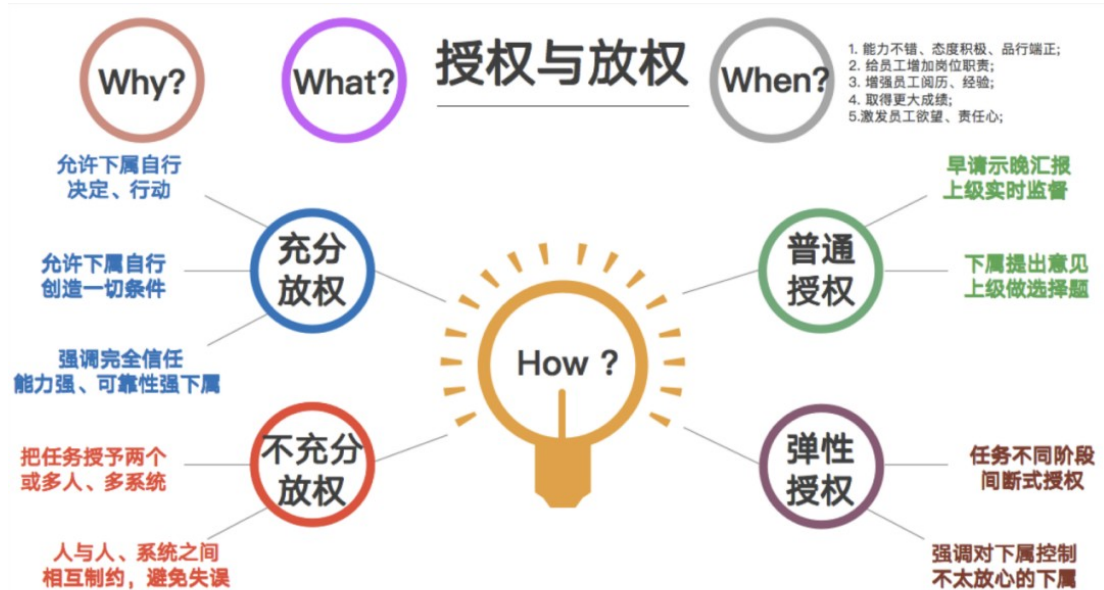 Why?
What?
授权与放权
When?
1. 能力不错、态度积极、品行端正;
2. 给员工增加岗位职责;
3. 增强员工阅历、经验;
4. 取得更大成绩;
5.激发员工欲望、责任心;
允许下属自行
决定、行动
充分
放权
允许下属自行
创造一切条件
强调完全信任
能力强、可靠性强下属
早请示晚汇报
上级实时监督
普通
授权
下属提出意见
上级做选择题
How ?
不充分
放权
把任务授予两个
或多人、多系统
人与人、系统之间
相互制约，避免失误
弹性
授权
任务不同阶段
间断式授权
强调对下属控制
不太放心的下属